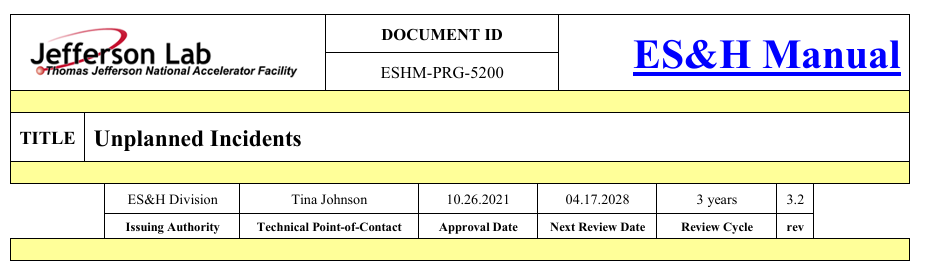 Jefferson Lab
Thomas Jefferson National Accelerator Facility
DOCUMENT ID
ESHM-PRG-5200
ES&H Manual
TITLE Unplanned Incidents
ES&H Division Tina Johnson 10.26.2021 04.17.2028 3 years 3.2
Issuing Authority Technical Point-of-Contact Approval Date Next Review Date Review Cycle rev